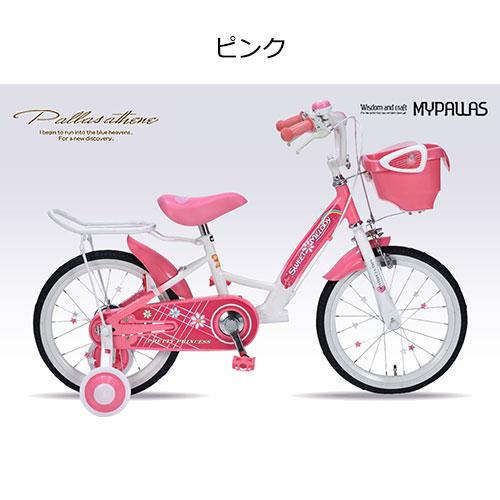 ピンク
Pallas athene
I begin to run into the blue heavens.
For a new discovery.
Wisdom and craft MYPALLAS
SWEET MELODY
PRETTY PRINCESS